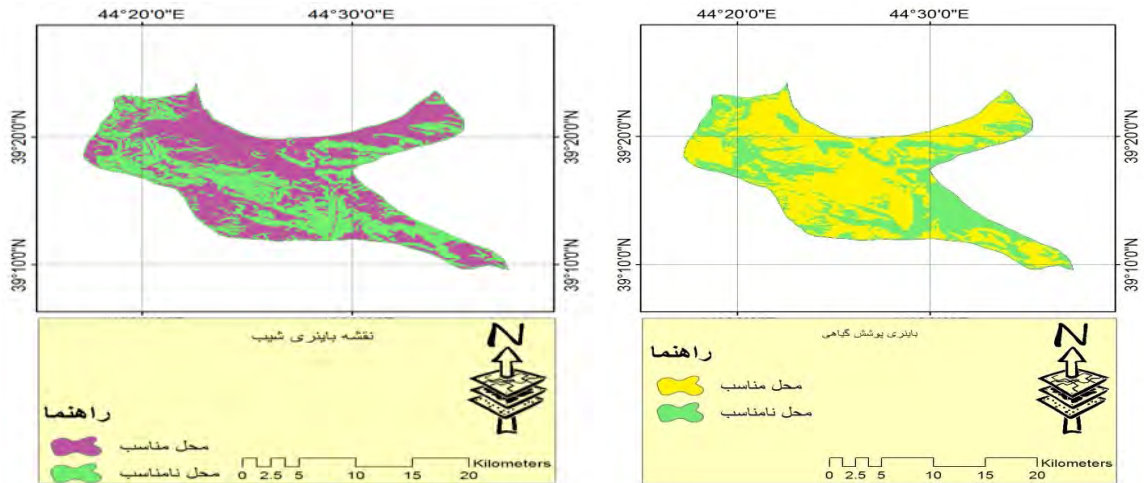 44°20'0"E 44°30'0"E
39°20'0"N 39°20'0"N
39°10'0"N 39°10'0"N
نقشه باینری شیب
N
راهنما
محل مناسب
محل نامناسب
Kilometers
0 2.5 5 10 15 20
44°20'0"E 44°30'0"E
39°20'0"N 39°20'0"N
39°10'0"N 39°10'0"N
باینری پوشش گیاهی
N
راهنما
محل مناسب
محل نامناسب
Kilometers
0 2.5 5 10 15 20